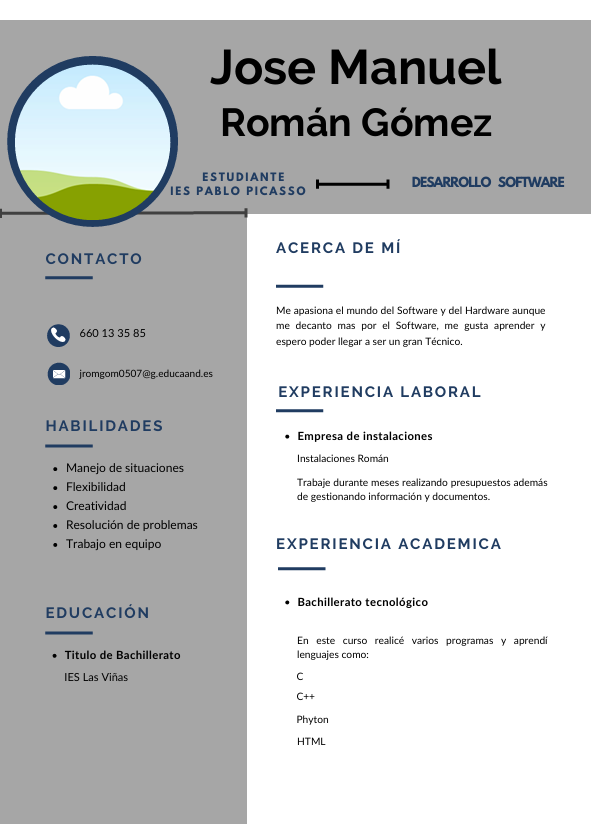 Jose Manuel
Román Gómez
ESTUDIANTE
IES PABLO PICASSO
DESARROLLO SOFTWARE
CONTACTO
660 13 35 85
jromgom0507@g.educaand.es
HABILIDADES
• Manejo de situaciones
• Flexibilidad
• Creatividad
• Resolución de problemas
• Trabajo en equipo
EDUCACIÓN
• Titulo de Bachillerato
IES Las Viñas
ACERCA DE MÍ
Me apasiona el mundo del Software y del Hardware aunque
me decanto mas por el Software, me gusta aprender y
espero poder llegar a ser un gran Técnico.
EXPERIENCIA LABORAL
• Empresa de instalaciones
Instalaciones Román
Trabaje durante meses realizando presupuestos además
de gestionando información y documentos.
EXPERIENCIA ACADEMICA
• Bachillerato tecnológico
En este curso realicé varios programas y aprendí
lenguajes como:
C
C++
Phyton
HTML